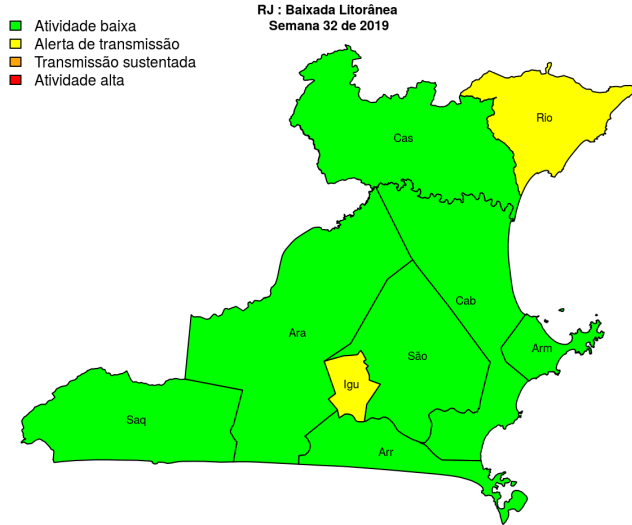 RJ : Baixada Litorânea
Semana 32 de 2019
Atividade baixa
Alerta de transmissão
Transmissão sustentada
Atividade alta
Rio
Cas
Cab
Ara
Arm
São
Igu
Saq
Arr